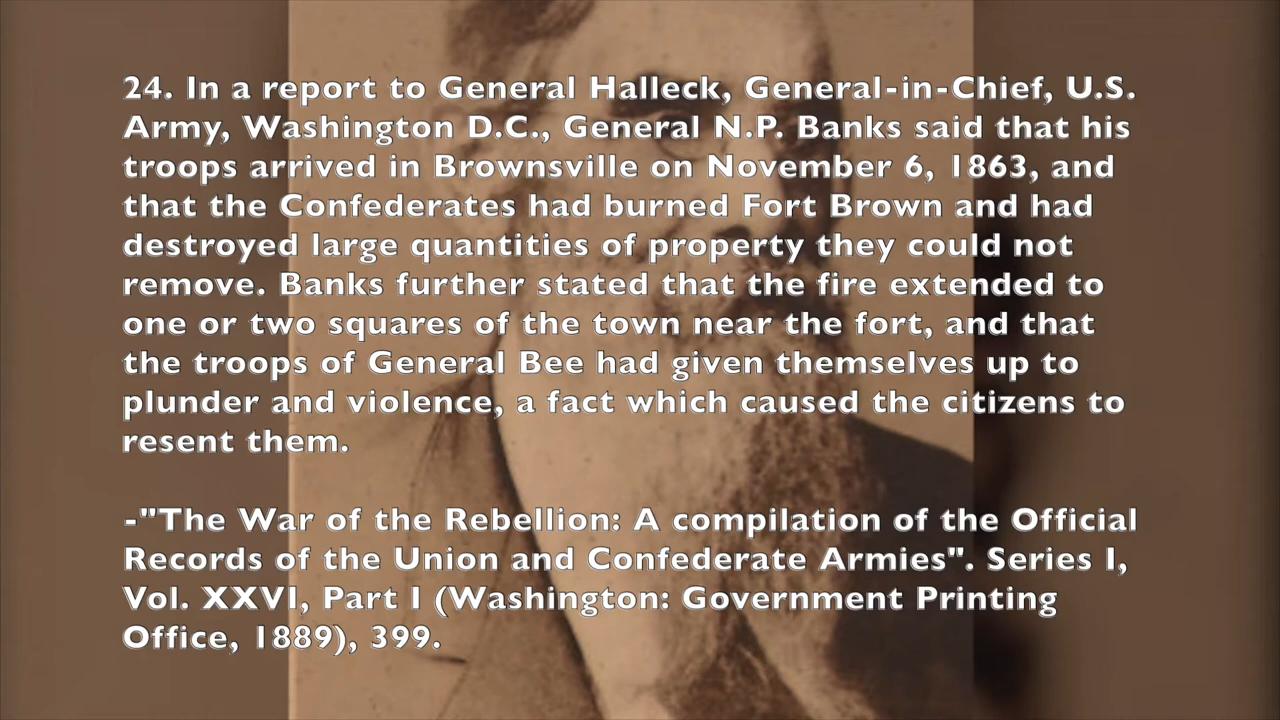 24. In a report to General Halleck, General-in-Chief, U.S.
Army, Washington D.C., General N.P. Banks said that his
troops arrived in Brownsville on November 6, 1863, and
that the Confederates had burned Fort Brown and had
destroyed large quantities of property they could not
remove. Banks further stated that the fire extended to
one or two squares of the town near the fort, and that
the troops of General Bee had given themselves up to
plunder and violence, a fact which caused the citizens to
resent them.
-"The War of the Rebellion: A compilation of the Official
Records of the Union and Confederate Armies". Series I,
Vol. XXVI, Part I (Washington: Government Printing
Office, 1889), 399.